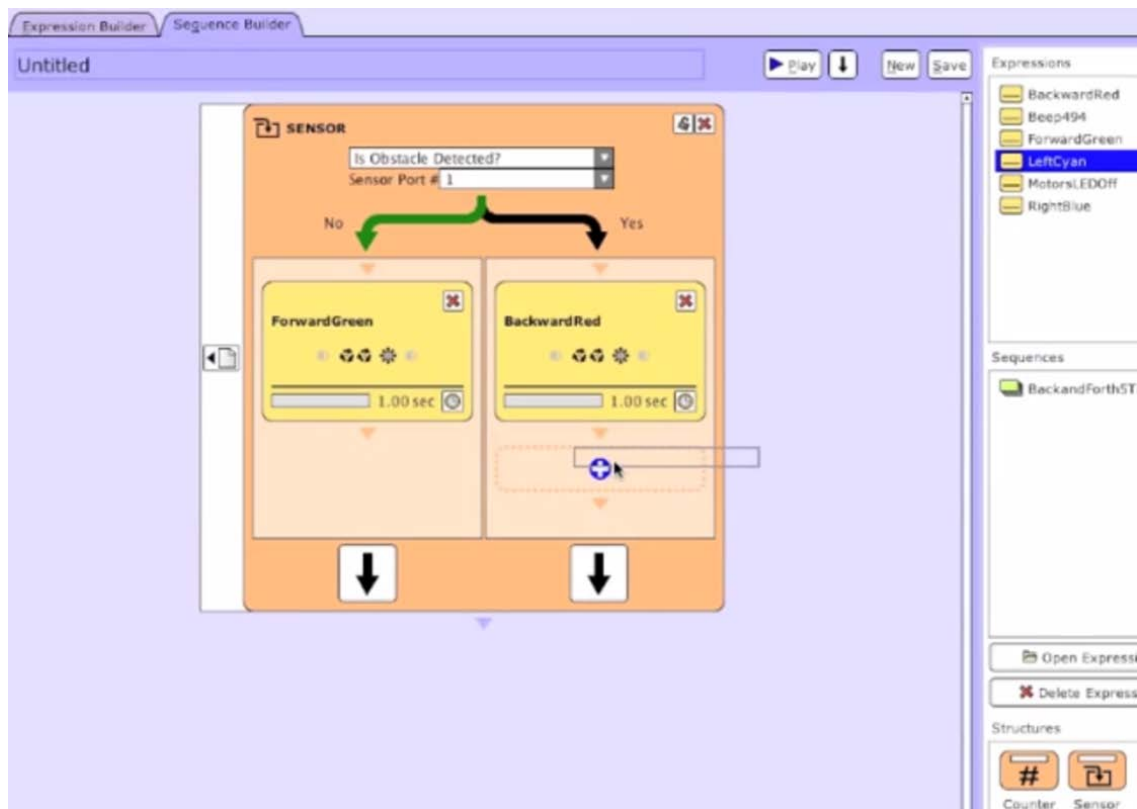 Expression Builder
Sequence Builder
Untitled
Play
New
Save
SENSOR
Is Obstacle Detected?
Sensor Port # 1
No
Yes
ForwardGreen
1.00 sec
BackwardRed
1.00 sec
Expressions
BackwardRed
Beep494
ForwardGreen
LeftCyan
MotorsLEDOff
RightBlue
Sequences
BackandForthST
Open Expressi
Delete Express
Structures
#
Counter
Sensor